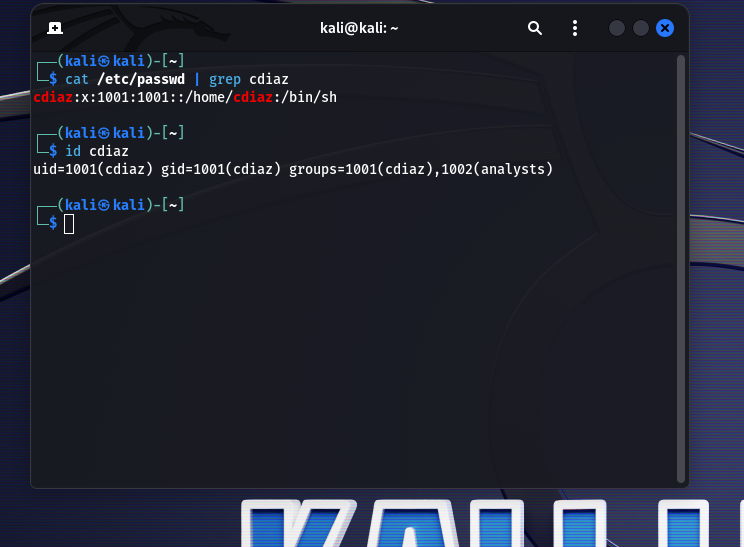 kali@kali: ~
┌──(kali㉿kali)-[~]
└─$ cat /etc/passwd | grep cdiaz
cdiaz:x:1001:1001::/home/cdiaz:/bin/sh
┌──(kali㉿kali)-[~]
└─$ id cdiaz
uid=1001(cdiaz) gid=1001(cdiaz) groups=1001(cdiaz),1002(analysts)
┌──(kali㉿kali)-[~]
└─$